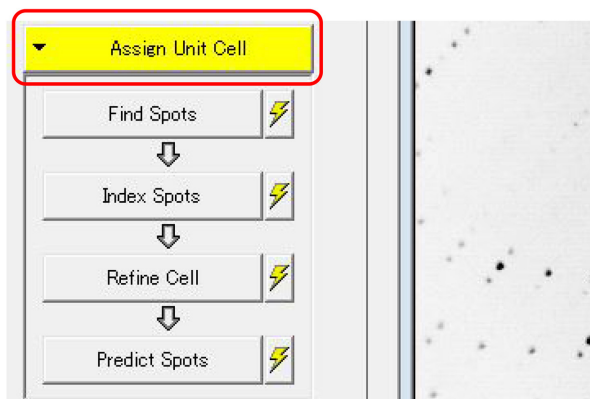 Assign Unit Cell
Find Spots
Index Spots
Refine Cell
Predict Spots